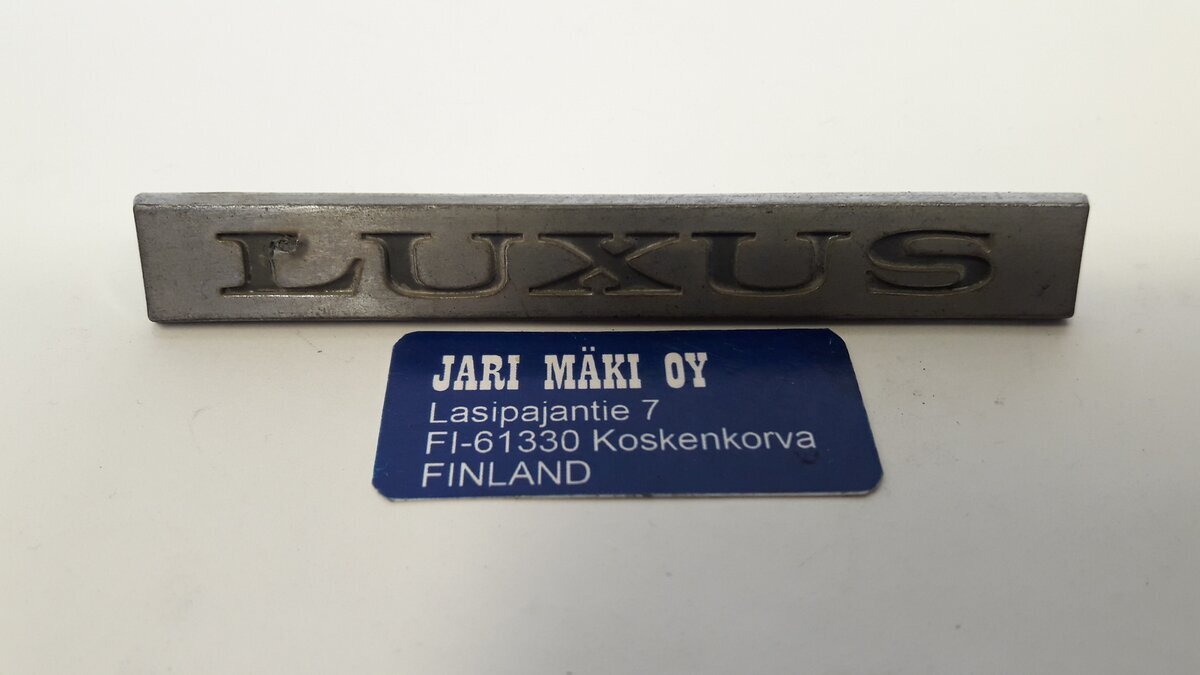 LUXUS
JARI MÄKI OY
Lasipajantie 7
FI-61330 Koskenkorva
FINLAND